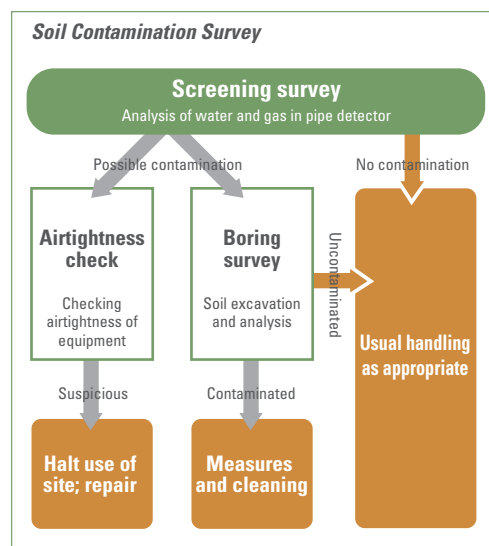 Soil Contamination Survey
Screening survey
Analysis of water and gas in pipe detector
Possible contamination
No contamination
Airtightness
check
Checking
airtightness of
equipment
Boring
survey
Soil excavation
and analysis
Uncontaminated
Usual handling
as appropriate
Suspicious
Contaminated
Halt use of
site; repair
Measures
and cleaning